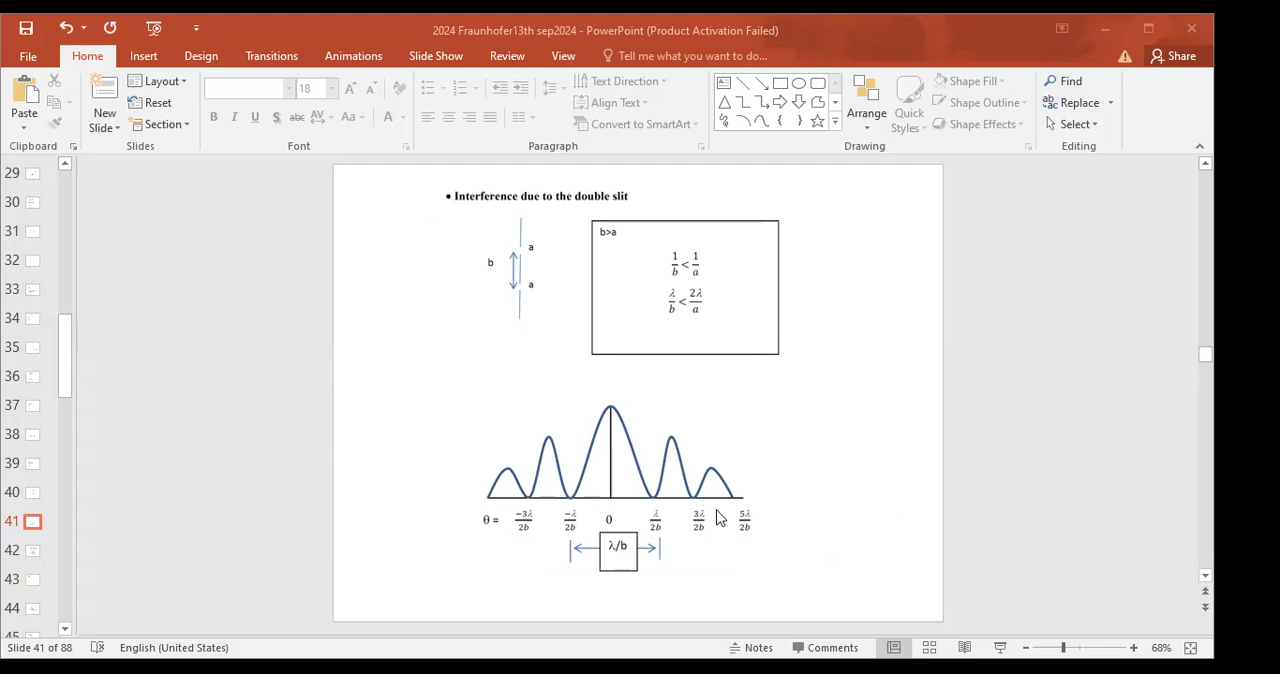 2024 Fraunhofer13th sep2024 - PowerPoint (Product Activation Failed)
File Home Insert Design Transitions Animations Slide Show Review View Tell me what you want to do... Share
Paste
Clipboard
New Slide
Layout
Reset
Section
Slides
18
B I U S abc AV Aa A
Font
Text Direction
Align Text
Convert to SmartArt
Paragraph
Arrange
Quick Styles
Shape Fill
Shape Outline
Shape Effects
Drawing
Find
Replace
Select
Editing
29
30
31
32
33
34
35
36
37
38
39
40
41
42
43
44
45
• Interference due to the double slit
a
b
a
b>a
1/b < 1/a
λ/b < 2λ/a
θ = -3λ/2b -λ/2b 0 λ/2b 3λ/2b 5λ/2b
λ/b
Slide 41 of 88 English (United States) Notes Comments 68%